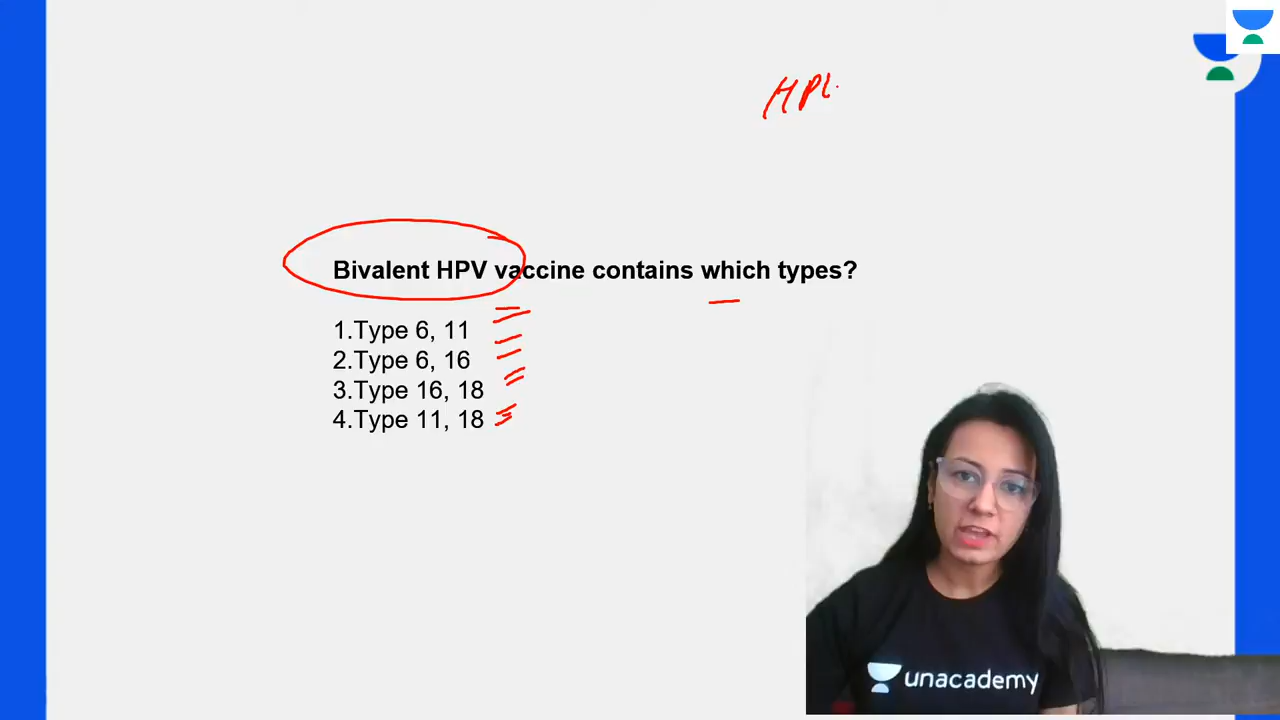 HPV
Bivalent HPV vaccine contains which types?
1.Type 6, 11
2.Type 6, 16
3.Type 16, 18
4.Type 11, 18
unacademy